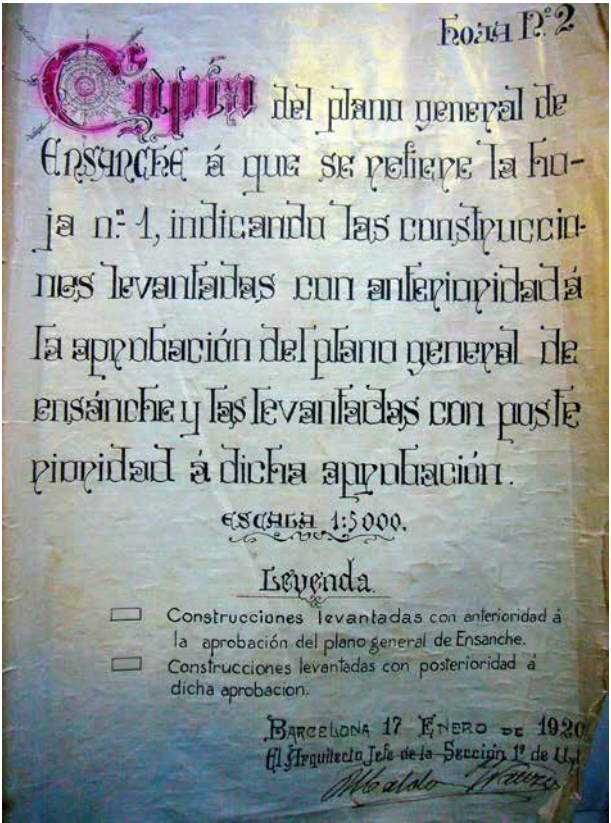 Hoja N.º 2
Copia del plano general de
Ensanche á que se refiere la ho-
ja n.º 1, indicando las construccio-
nes levantadas con anterioridad á
la aprobación del plano general de
ensánche y las levantadas con poste
rioridad á dicha aprobación.
ESCALA 1:5000.
Leyenda
Construcciones levantadas con anterioridad á
la aprobación del plano general de Ensanche.
Construcciones levantadas con posterioridad á
dicha aprobacion.
BARCELONA 17 ENERO DE 1920
El Arquitecto Jefe de la Sección 1ª de